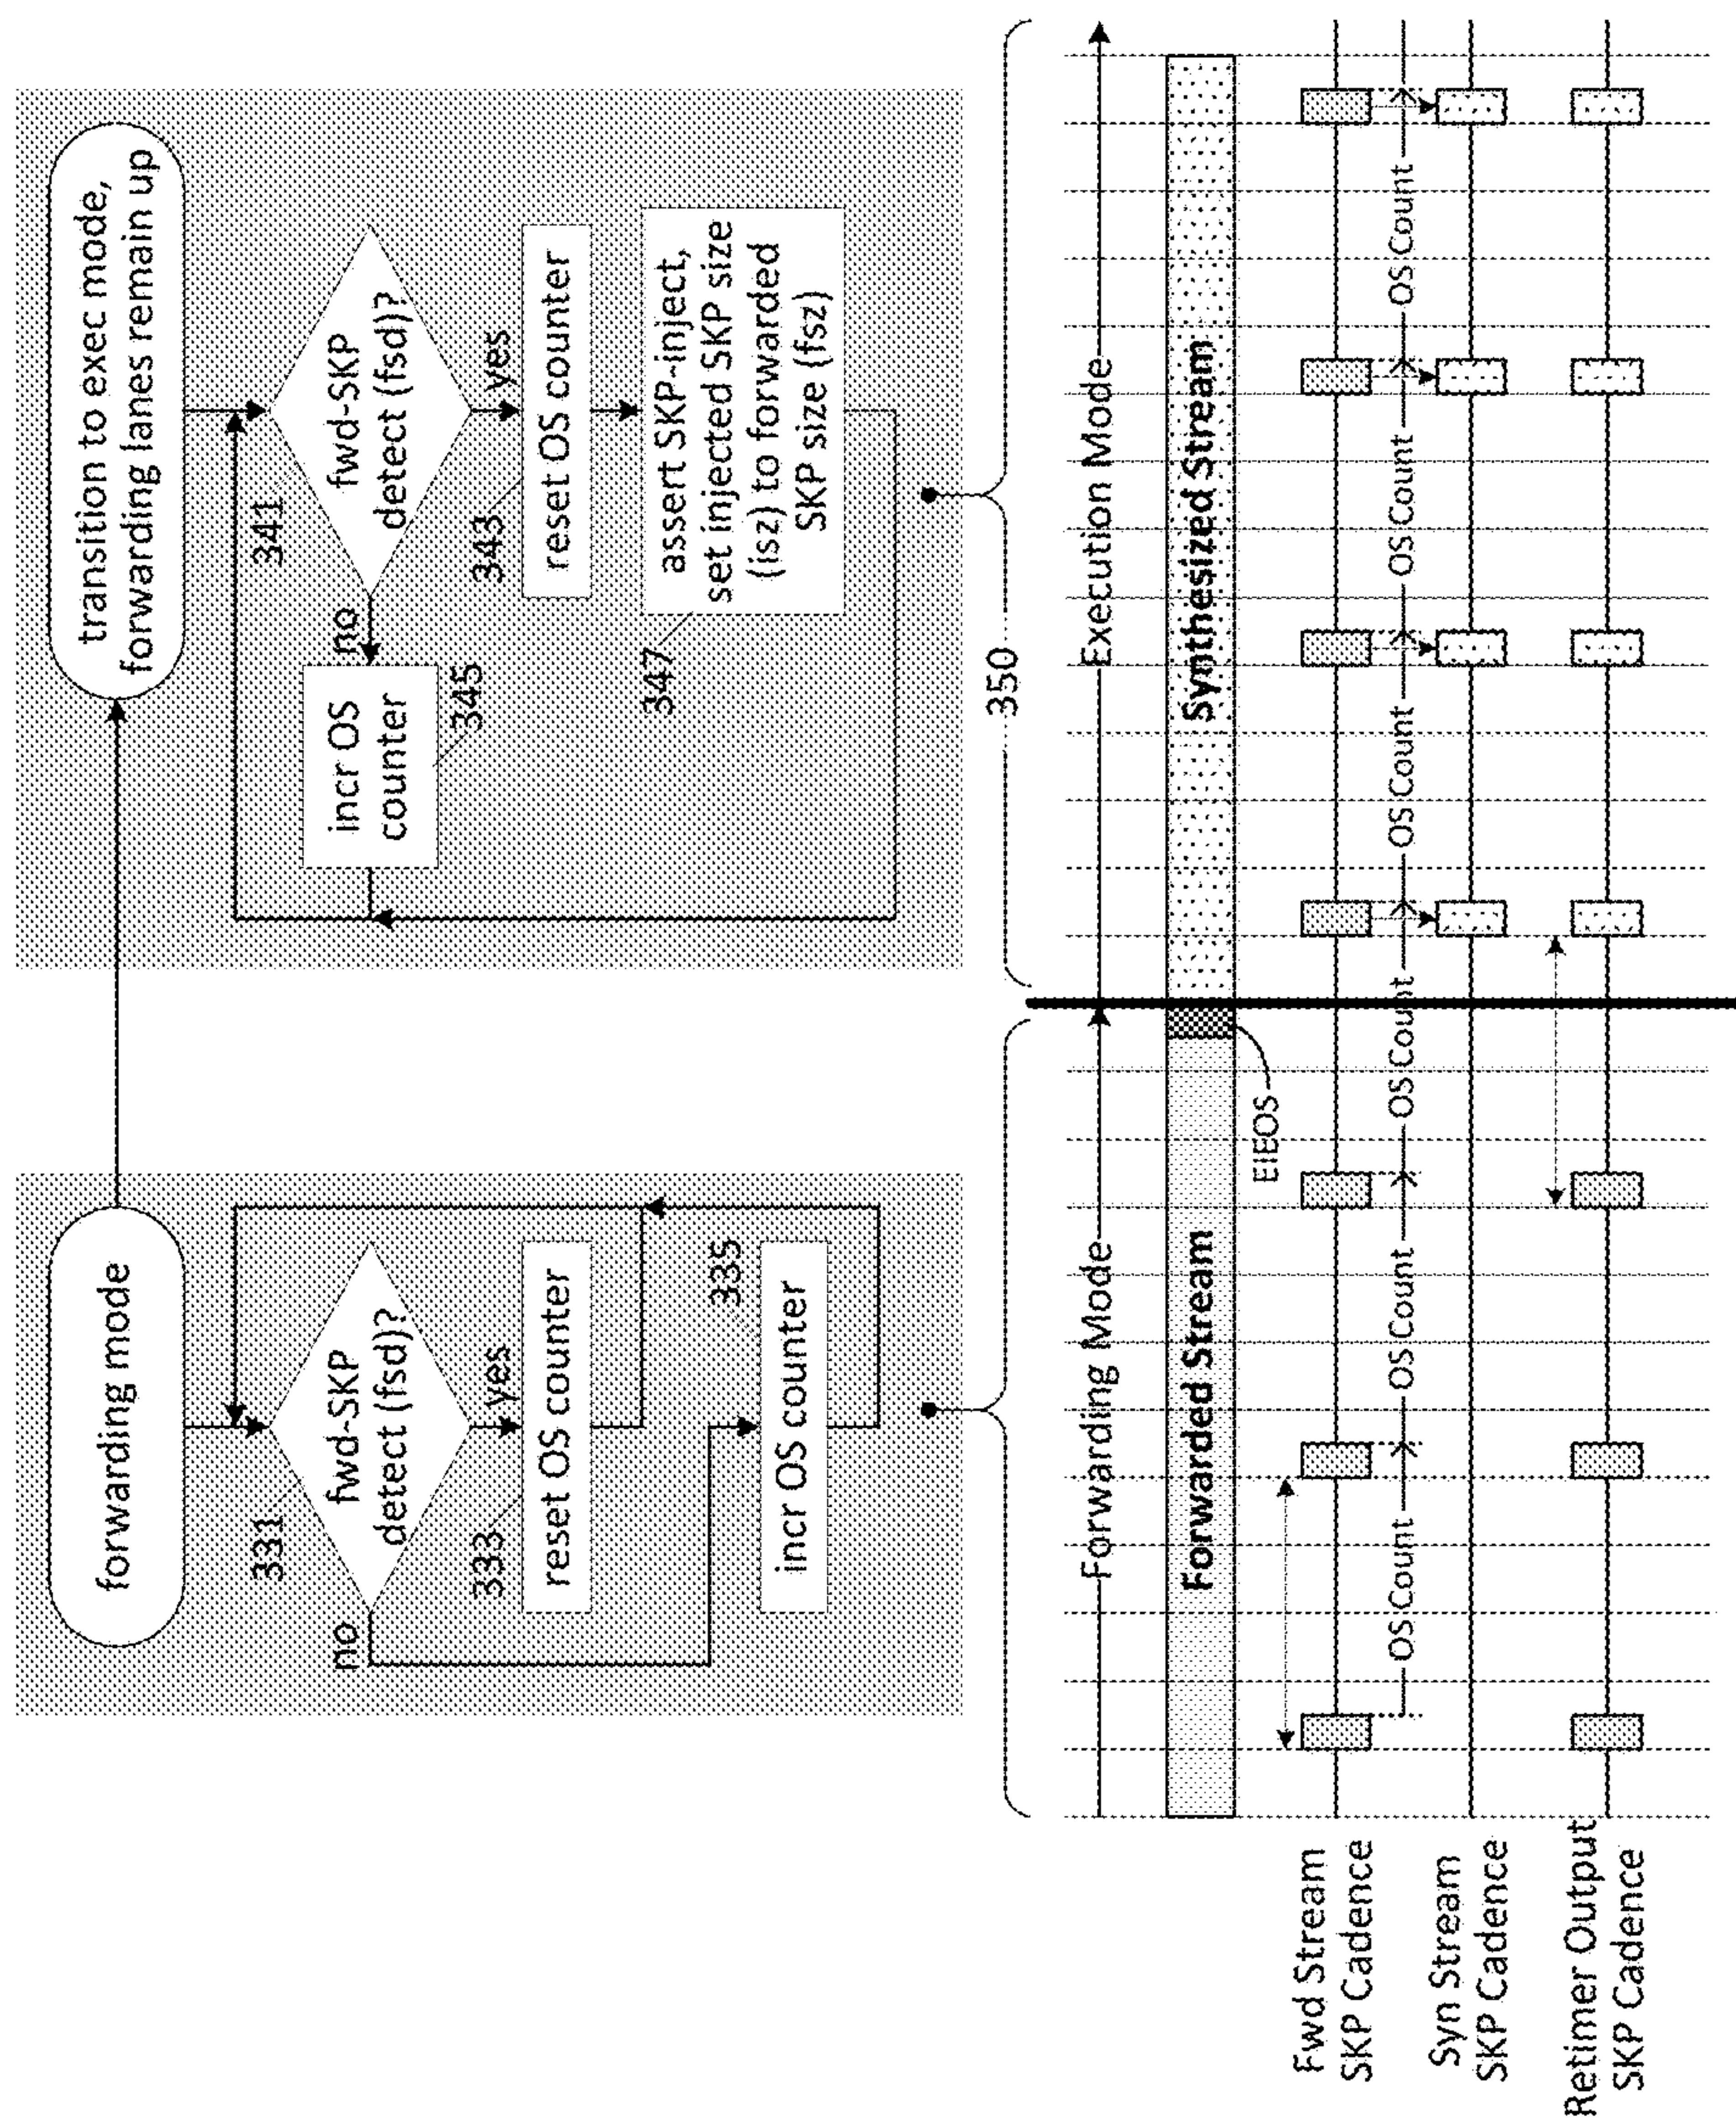 forwarding mode
331
fwd-SKP
detect (fsd)?
no
yes
333
reset OS counter
335
incr OS counter
transition to exec mode,
forwarding lanes remain up
341
fwd-SKP
detect (fsd)?
no
yes
incr OS
counter
345
343
reset OS counter
347
assert SKP-inject,
set injected SKP size
(isz) to forwarded
SKP size (fsz)
350
Forwarding Mode
Execution Mode
Forwarded Stream
Synthesized Stream
EIEOS
Fwd Stream
SKP Cadence
OS Count
OS Count
OS Count
OS Count
OS Count
OS Count
Syn Stream
SKP Cadence
Retimer Output
SKP Cadence